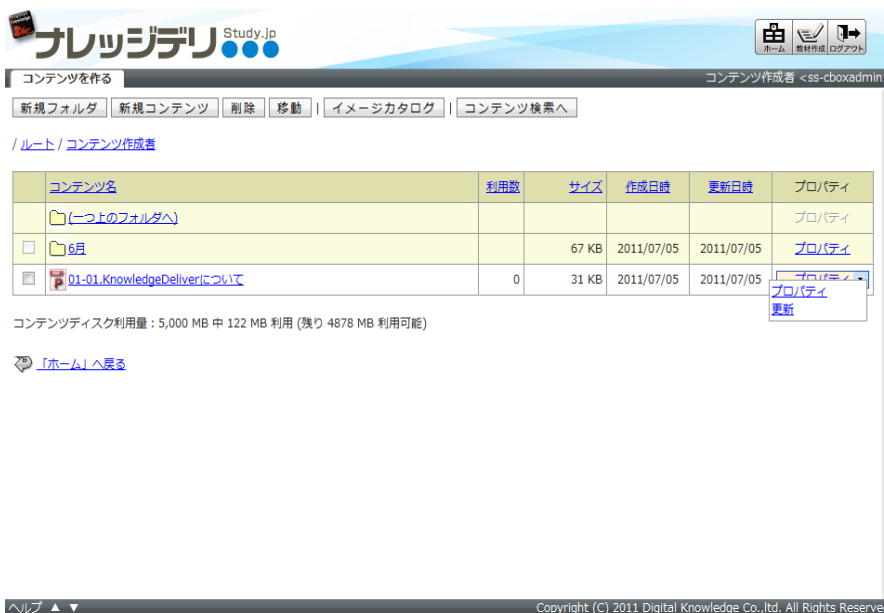 ナレッジデリ Study.jp
ホーム 教材作成 ログアウト
コンテンツを作る コンテンツ作成者 <ss-cboxadmin
新規フォルダ 新規コンテンツ 削除 移動 | イメージカタログ | コンテンツ検索へ
/ ルート / コンテンツ作成者
コンテンツ名 利用数 サイズ 作成日時 更新日時 プロパティ
(一つ上のフォルダへ) プロパティ
6月 67 KB 2011/07/05 2011/07/05 プロパティ
01-01.KnowledgeDeliverについて 0 31 KB 2011/07/05 2011/07/05 プロパティ
プロパティ
更新
コンテンツディスク利用量 : 5,000 MB 中 122 MB 利用 (残り 4878 MB 利用可能)
「ホーム」へ戻る
ヘルプ ▲ ▼ Copyright (C) 2011 Digital Knowledge Co.,ltd. All Rights Reserve